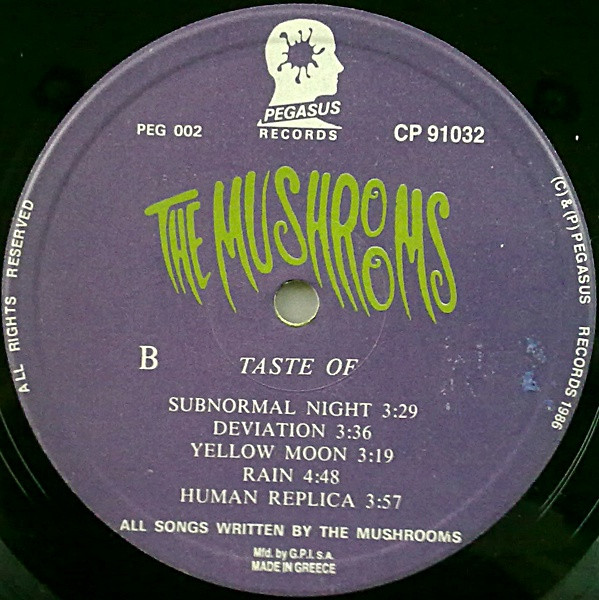 PEGASUS
RECORDS
PEG 002
CP 91032
THE MUSHROOMS
B
TASTE OF
SUBNORMAL NIGHT 3:29
DEVIATION 3:36
YELLOW MOON 3:19
RAIN 4:48
HUMAN REPLICA 3:57
ALL SONGS WRITTEN BY THE MUSHROOMS
Mfd. by G.P.I. s.a.
MADE IN GREECE
ALL RIGHTS RESERVED
(C) & (P) PEGASUS RECORDS 1986